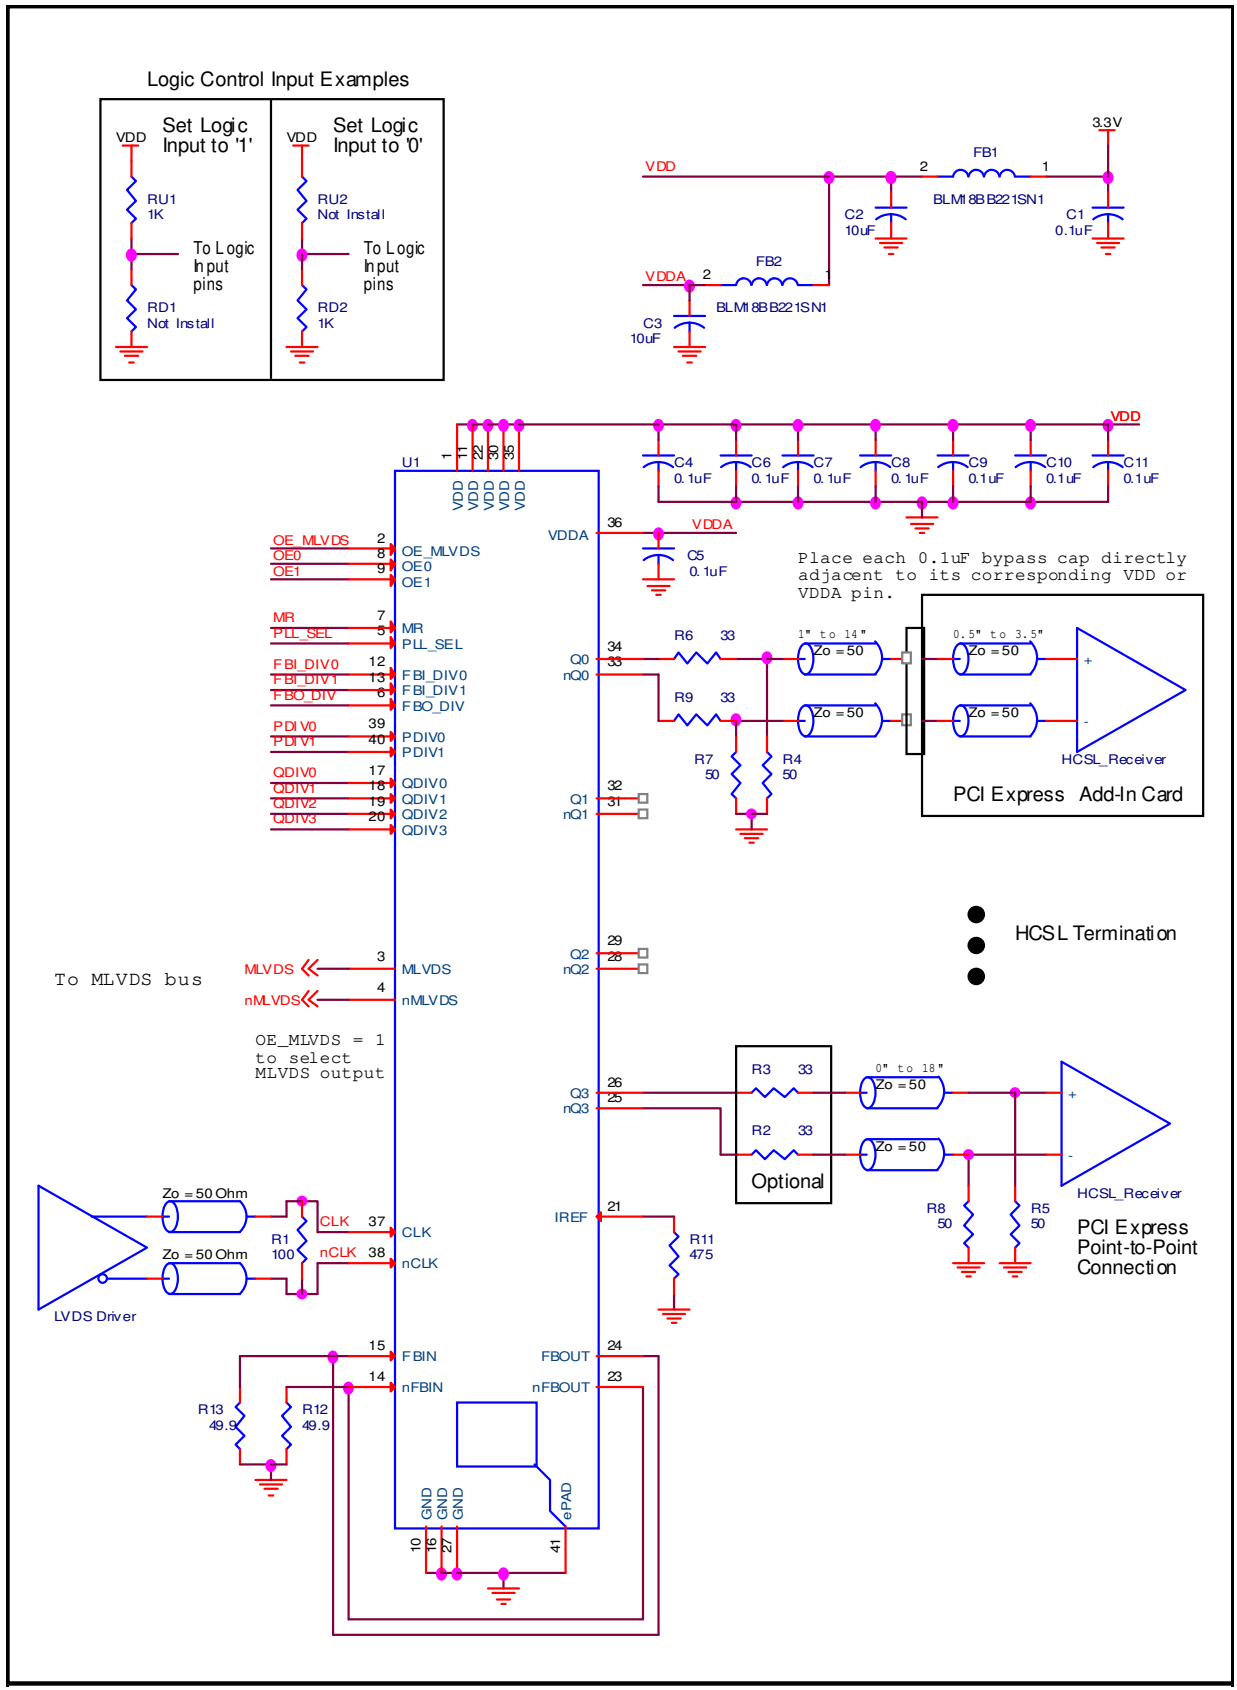 Logic Control Input Examples
Set Logic
Input to '1'
VDD
RU1
1K
To Logic
Input
pins
RD1
Not Install
Set Logic
Input to '0'
VDD
RU2
Not Install
To Logic
Input
pins
RD2
1K
3.3V
VDD
2
FB1
1
BLM18BB221SN1
C2
10uF
C1
0.1uF
VDDA
2
FB2
1
BLM18BB221SN1
C3
10uF
VDD
C4
0.1uF
C6
0.1uF
C7
0.1uF
C8
0.1uF
C9
0.1uF
C10
0.1uF
C11
0.1uF
U1
1
11
22
30
35
VDD
VDD
VDD
VDD
VDD
VDDA
36
VDDA
C5
0.1uF
Place each 0.1uF bypass cap directly
adjacent to its corresponding VDD or
VDDA pin.
OE_MLVDS
2
OE_MLVDS
OE0
8
OE0
OE1
9
OE1
MR
7
MR
PLL_SEL
5
PLL_SEL
FBI_DIV0
12
FBI_DIV0
FBI_DIV1
13
FBI_DIV1
FBO_DIV
6
FBO_DIV
PDIV0
39
PDIV0
PDIV1
40
PDIV1
QDIV0
17
QDIV0
QDIV1
18
QDIV1
QDIV2
19
QDIV2
QDIV3
20
QDIV3
Q0
34
nQ0
33
R6
33
R9
33
1" to 14"
Zo = 50
Zo = 50
0.5" to 3.5"
Zo = 50
Zo = 50
+
-
HCSL_Receiver
PCI Express Add-In Card
R7
50
R4
50
Q1
32
nQ1
31
HCSL Termination
Q2
29
nQ2
28
To MLVDS bus
MLVDS
3
MLVDS
nMLVDS
4
nMLVDS
OE_MLVDS = 1
to select
MLVDS output
Q3
26
nQ3
25
R3
33
R2
33
Optional
0" to 18"
Zo = 50
Zo = 50
+
-
HCSL_Receiver
R8
50
R5
50
PCI Express
Point-to-Point
Connection
IREF
21
R11
475
Zo = 50 Ohm
Zo = 50 Ohm
LVDS Driver
R1
100
CLK
37
CLK
nCLK
38
nCLK
15
FBIN
14
nFBIN
R13
49.9
R12
49.9
FBOUT
24
nFBOUT
23
GND
GND
GND
ePAD
10
16
27
41